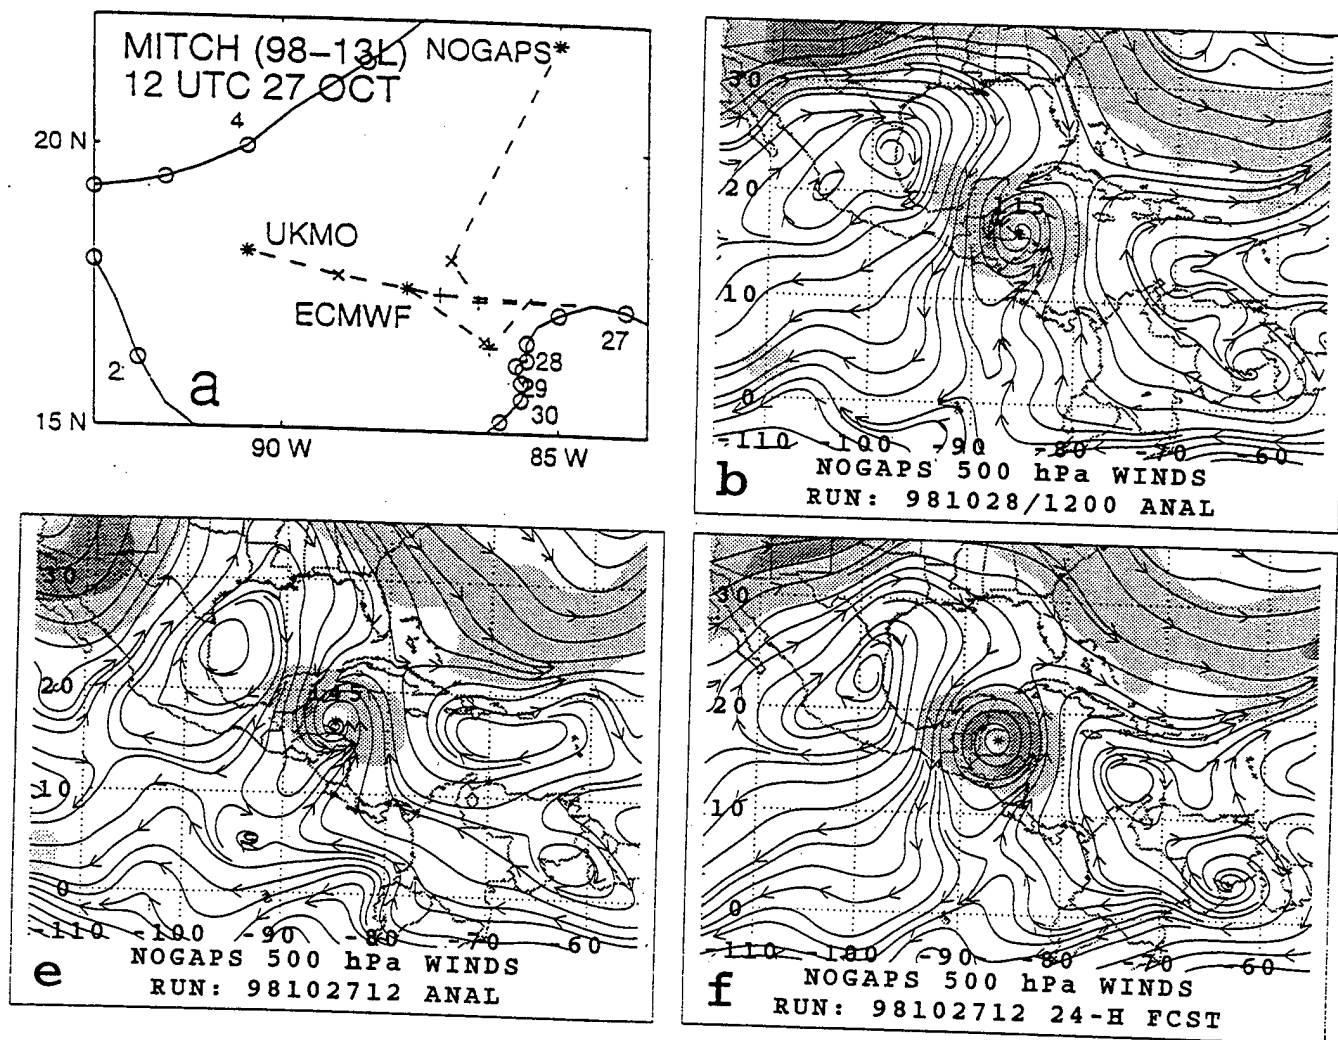 MITCH (98-13L) NOGAPS*
12 UTC 27 OCT
4
20 N
UKMO
ECMWF
27
28
29
30
2
a
15 N
90 W
85 W
30
20
115
10
0
-110 -100 -90 -80 -70 -60
b
NOGAPS 500 hPa WINDS
RUN: 981028/1200 ANAL
30
20
145
10
0
-110 -100 -90 -80 -70 -60
e
NOGAPS 500 hPa WINDS
RUN: 98102712 ANAL
30
20
10
0
-110 -100 -90 -80 -70 -60
f
NOGAPS 500 hPa WINDS
RUN: 98102712 24-H FCST